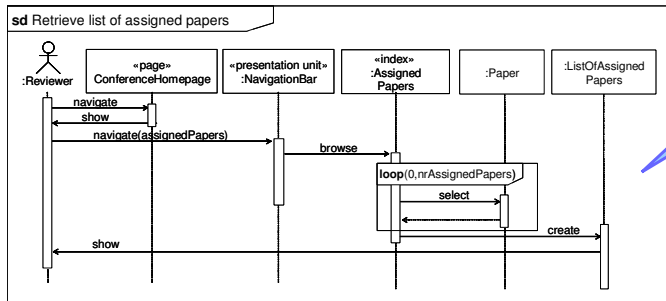 sd Retrieve list of assigned papers
:Reviewer
«page»
ConferenceHomepage
«presentation unit»
:NavigationBar
«index»
:Assigned
Papers
:Paper
:ListOfAssigned
Papers
navigate
show
navigate(assignedPapers)
browse
loop(0,nrAssignedPapers)
select
create
show